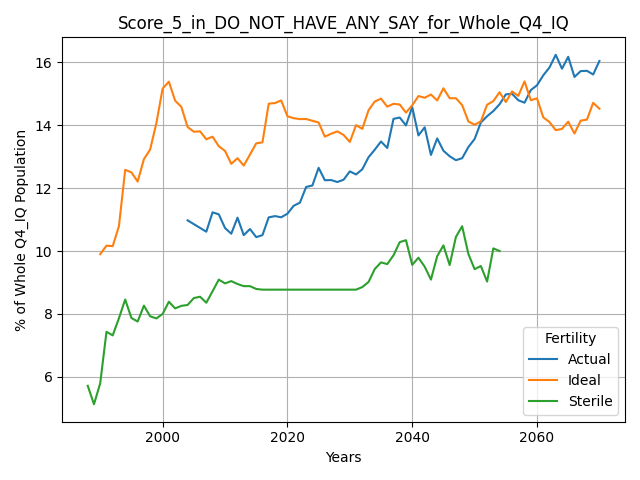 Score_5_in_DO_NOT_HAVE_ANY_SAY_for_Whole_Q4_IQ
% of Whole Q4_IQ Population
16
14
12
10
8
6
2000 2020 2040 2060
Years
Fertility
Actual
Ideal
Sterile